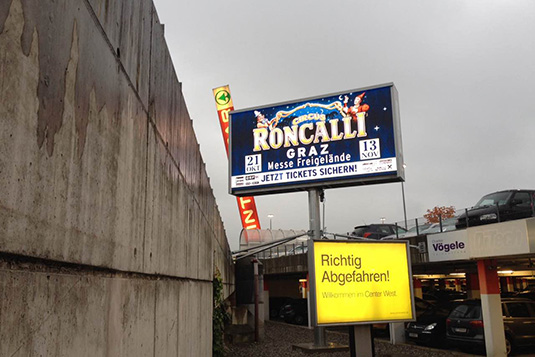 CIRCUS
RONCALLI
GRAZ
21 OKT
Messe Freigelände
13 NOV
JETZT TICKETS SICHERN!
Richtig
Abgefahren!
Willkommen im Center West.
Vögele